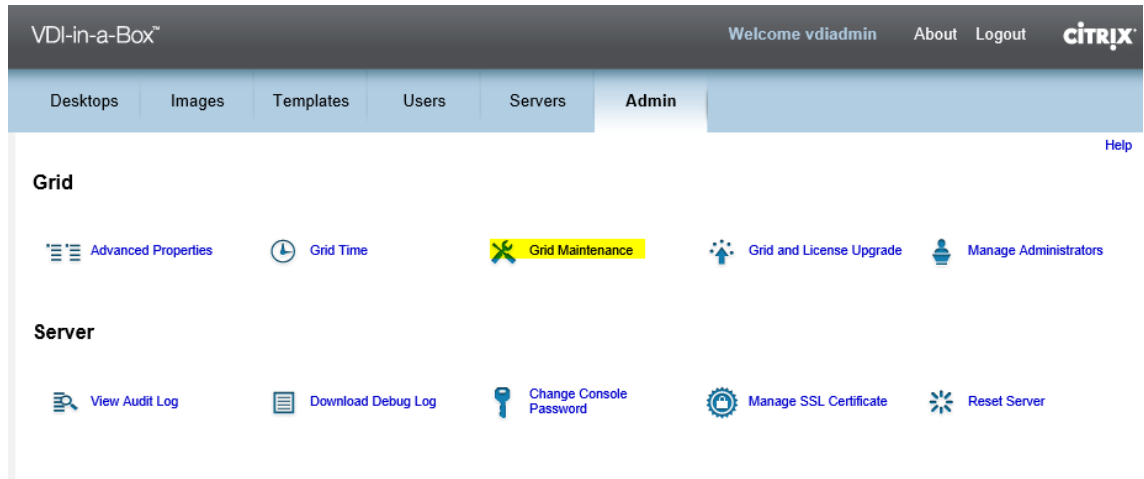 VDI-in-a-Box™ Welcome vdiadmin About Logout CİTRIX
Desktops Images Templates Users Servers Admin
Help
Grid
Advanced Properties Grid Time Grid Maintenance Grid and License Upgrade Manage Administrators
Server
View Audit Log Download Debug Log Change Console Password Manage SSL Certificate Reset Server